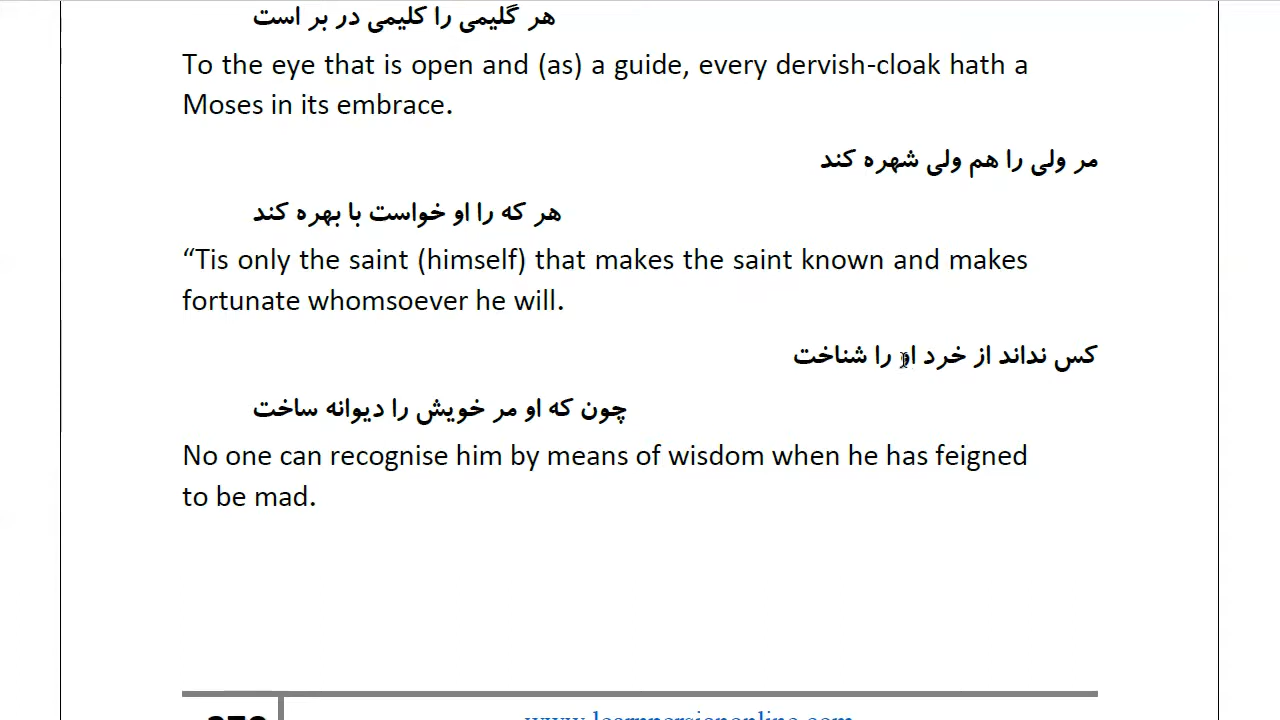 هر گلیمی را کلیمی در بر است
To the eye that is open and (as) a guide, every dervish-cloak hath a
Moses in its embrace.
مر ولی را هم ولی شهره کند
هر که را او خواست با بهره کند
“Tis only the saint (himself) that makes the saint known and makes
fortunate whomsoever he will.
کس نداند از خرد او را شناخت
چون که او مر خویش را دیوانه ساخت
No one can recognise him by means of wisdom when he has feigned
to be mad.
www.learnpersianonline.com